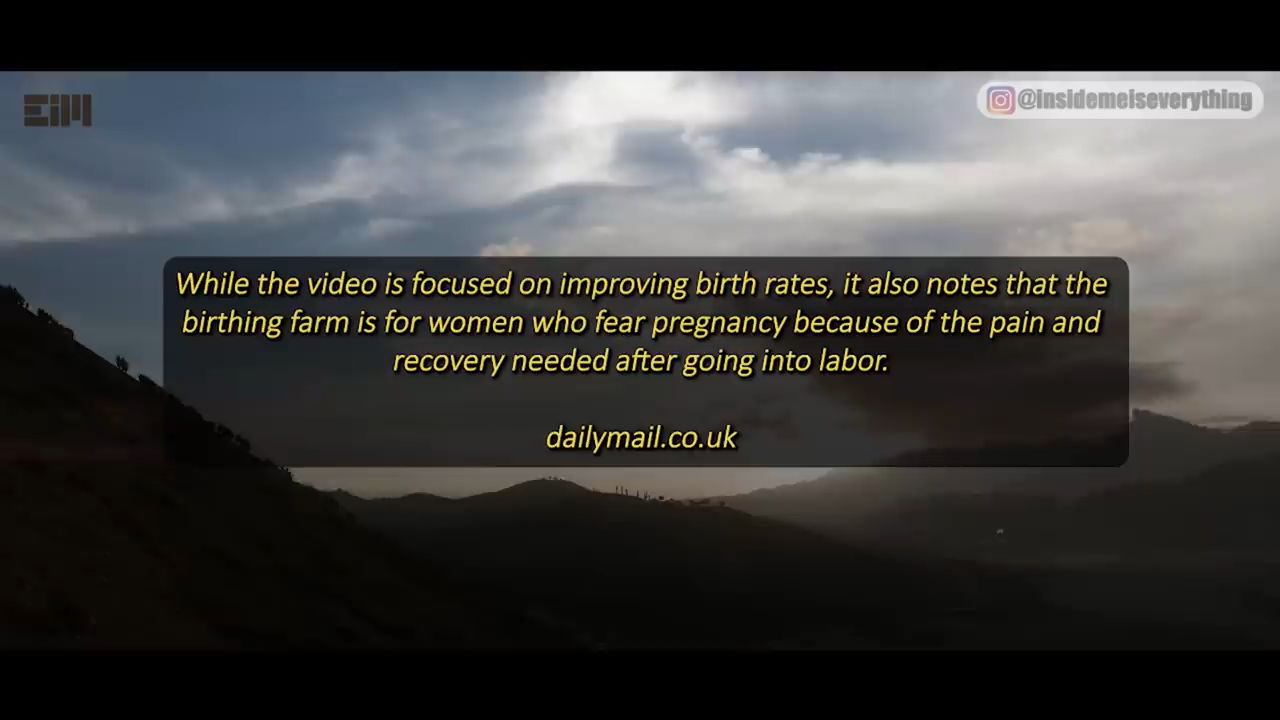 EiM
@insidemeiseverything
While the video is focused on improving birth rates, it also notes that the
birthing farm is for women who fear pregnancy because of the pain and
recovery needed after going into labor.
dailymail.co.uk